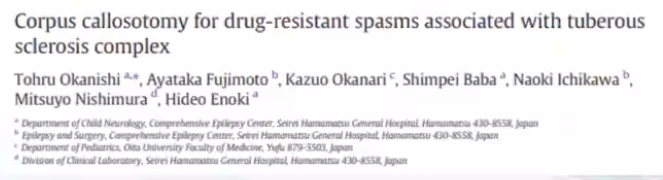 Corpus callosotomy for drug-resistant spasms associated with tuberous
sclerosis complex
Tohru Okanishi a,*, Ayataka Fujimoto b, Kazuo Okanari c, Shimpei Baba a, Naoki Ichikawa b,
Mitsuyo Nishimura d, Hideo Enoki a
a Department of Child Neurology, Comprehensive Epilepsy Center, Seirei Hamamatsu General Hospital, Hamamatsu 430-8558, Japan
b Epilepsy and Surgery, Comprehensive Epilepsy Center, Seirei Hamamatsu General Hospital, Hamamatsu 430-8558, Japan
c Department of Pediatrics, Oita University Faculty of Medicine, Yufu 879-5503, Japan
d Division of Clinical Laboratory, Seirei Hamamatsu General Hospital, Hamamatsu 430-8558, Japan